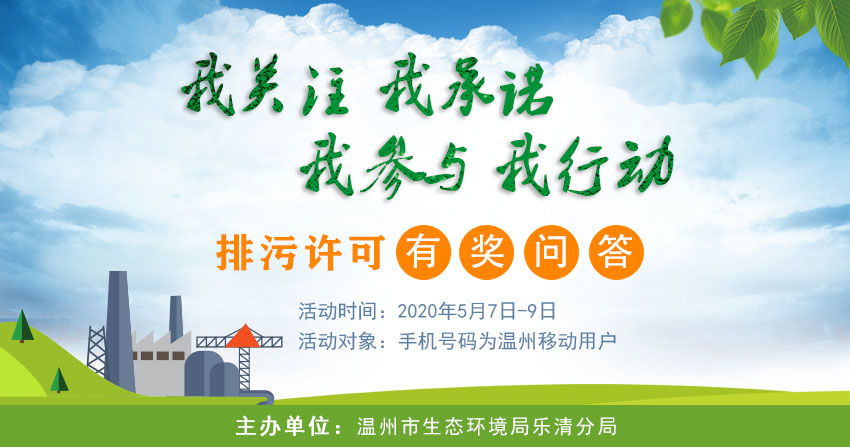 我关注 我承诺
我参与 我行动
排污许可有奖问答
活动时间：2020年5月7日-9日
活动对象：手机号码为温州移动用户
主办单位：温州市生态环境局乐清分局